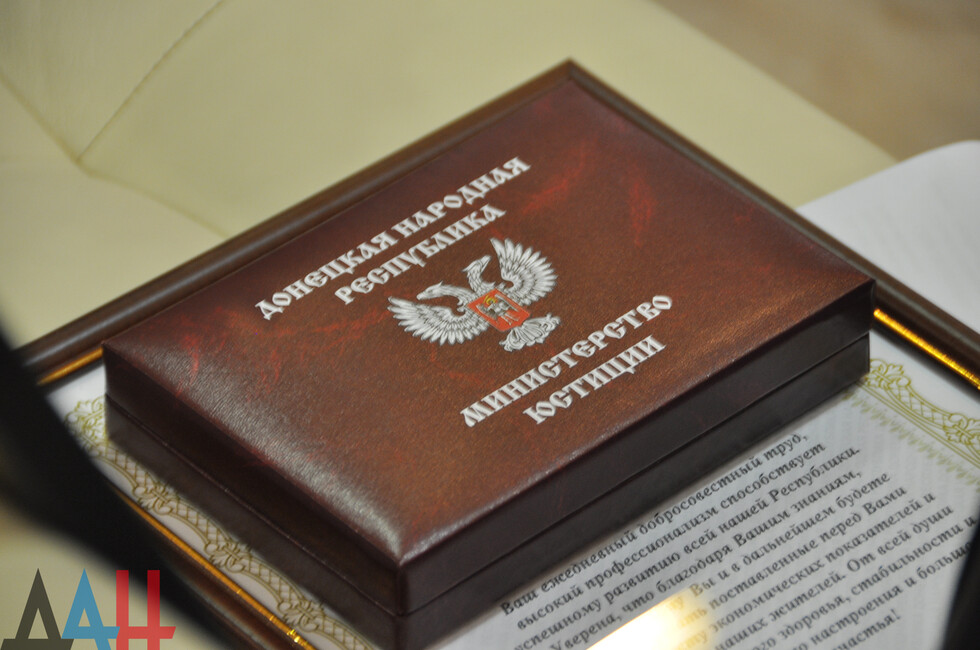 ДОНЕЦКАЯ НАРОДНАЯ
РЕСПУБЛИКА
МИНИСТЕРСТВО
ЮСТИЦИИ
Ваш ежедневный добросовестный труд,
высокий профессионализм способствует
успешному развитию всей нашей Республики.
Уверена, что благодаря Вашим знаниям,
Вы и в дальнейшем будете
поставленные перед Вами
экономических показателей и
наших жителей. От всей души
здоровья, стабильности и
настроения и больш
счастья!
ДАН